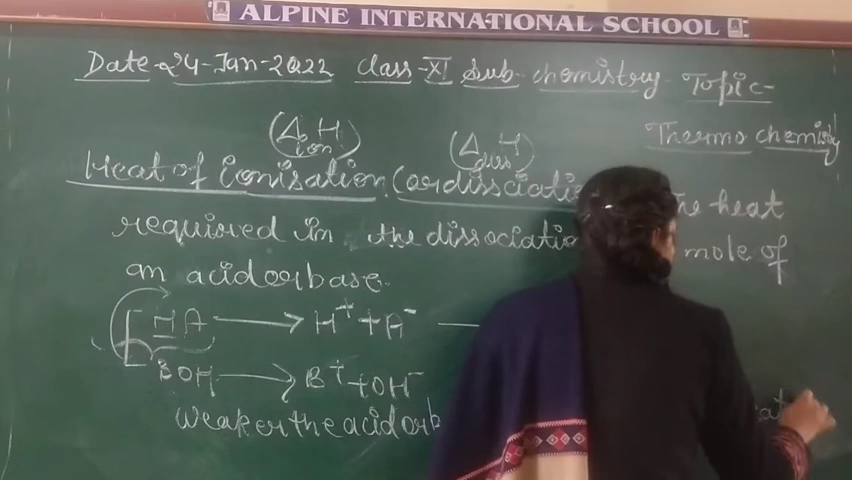 ALPINE INTERNATIONAL SCHOOL
Date-24-Jan-2022 Class-XI Sub-chemistry Topic-
Thermo chemistry
(ΔionH) (ΔdissH)
Heat of Ionisation (or dissciatio The heat
required in the dissociatio mole of
an acid or base.
HA → H⁺ + A⁻ —
BOH → B⁺ + OH⁻
Weaker the acid or b